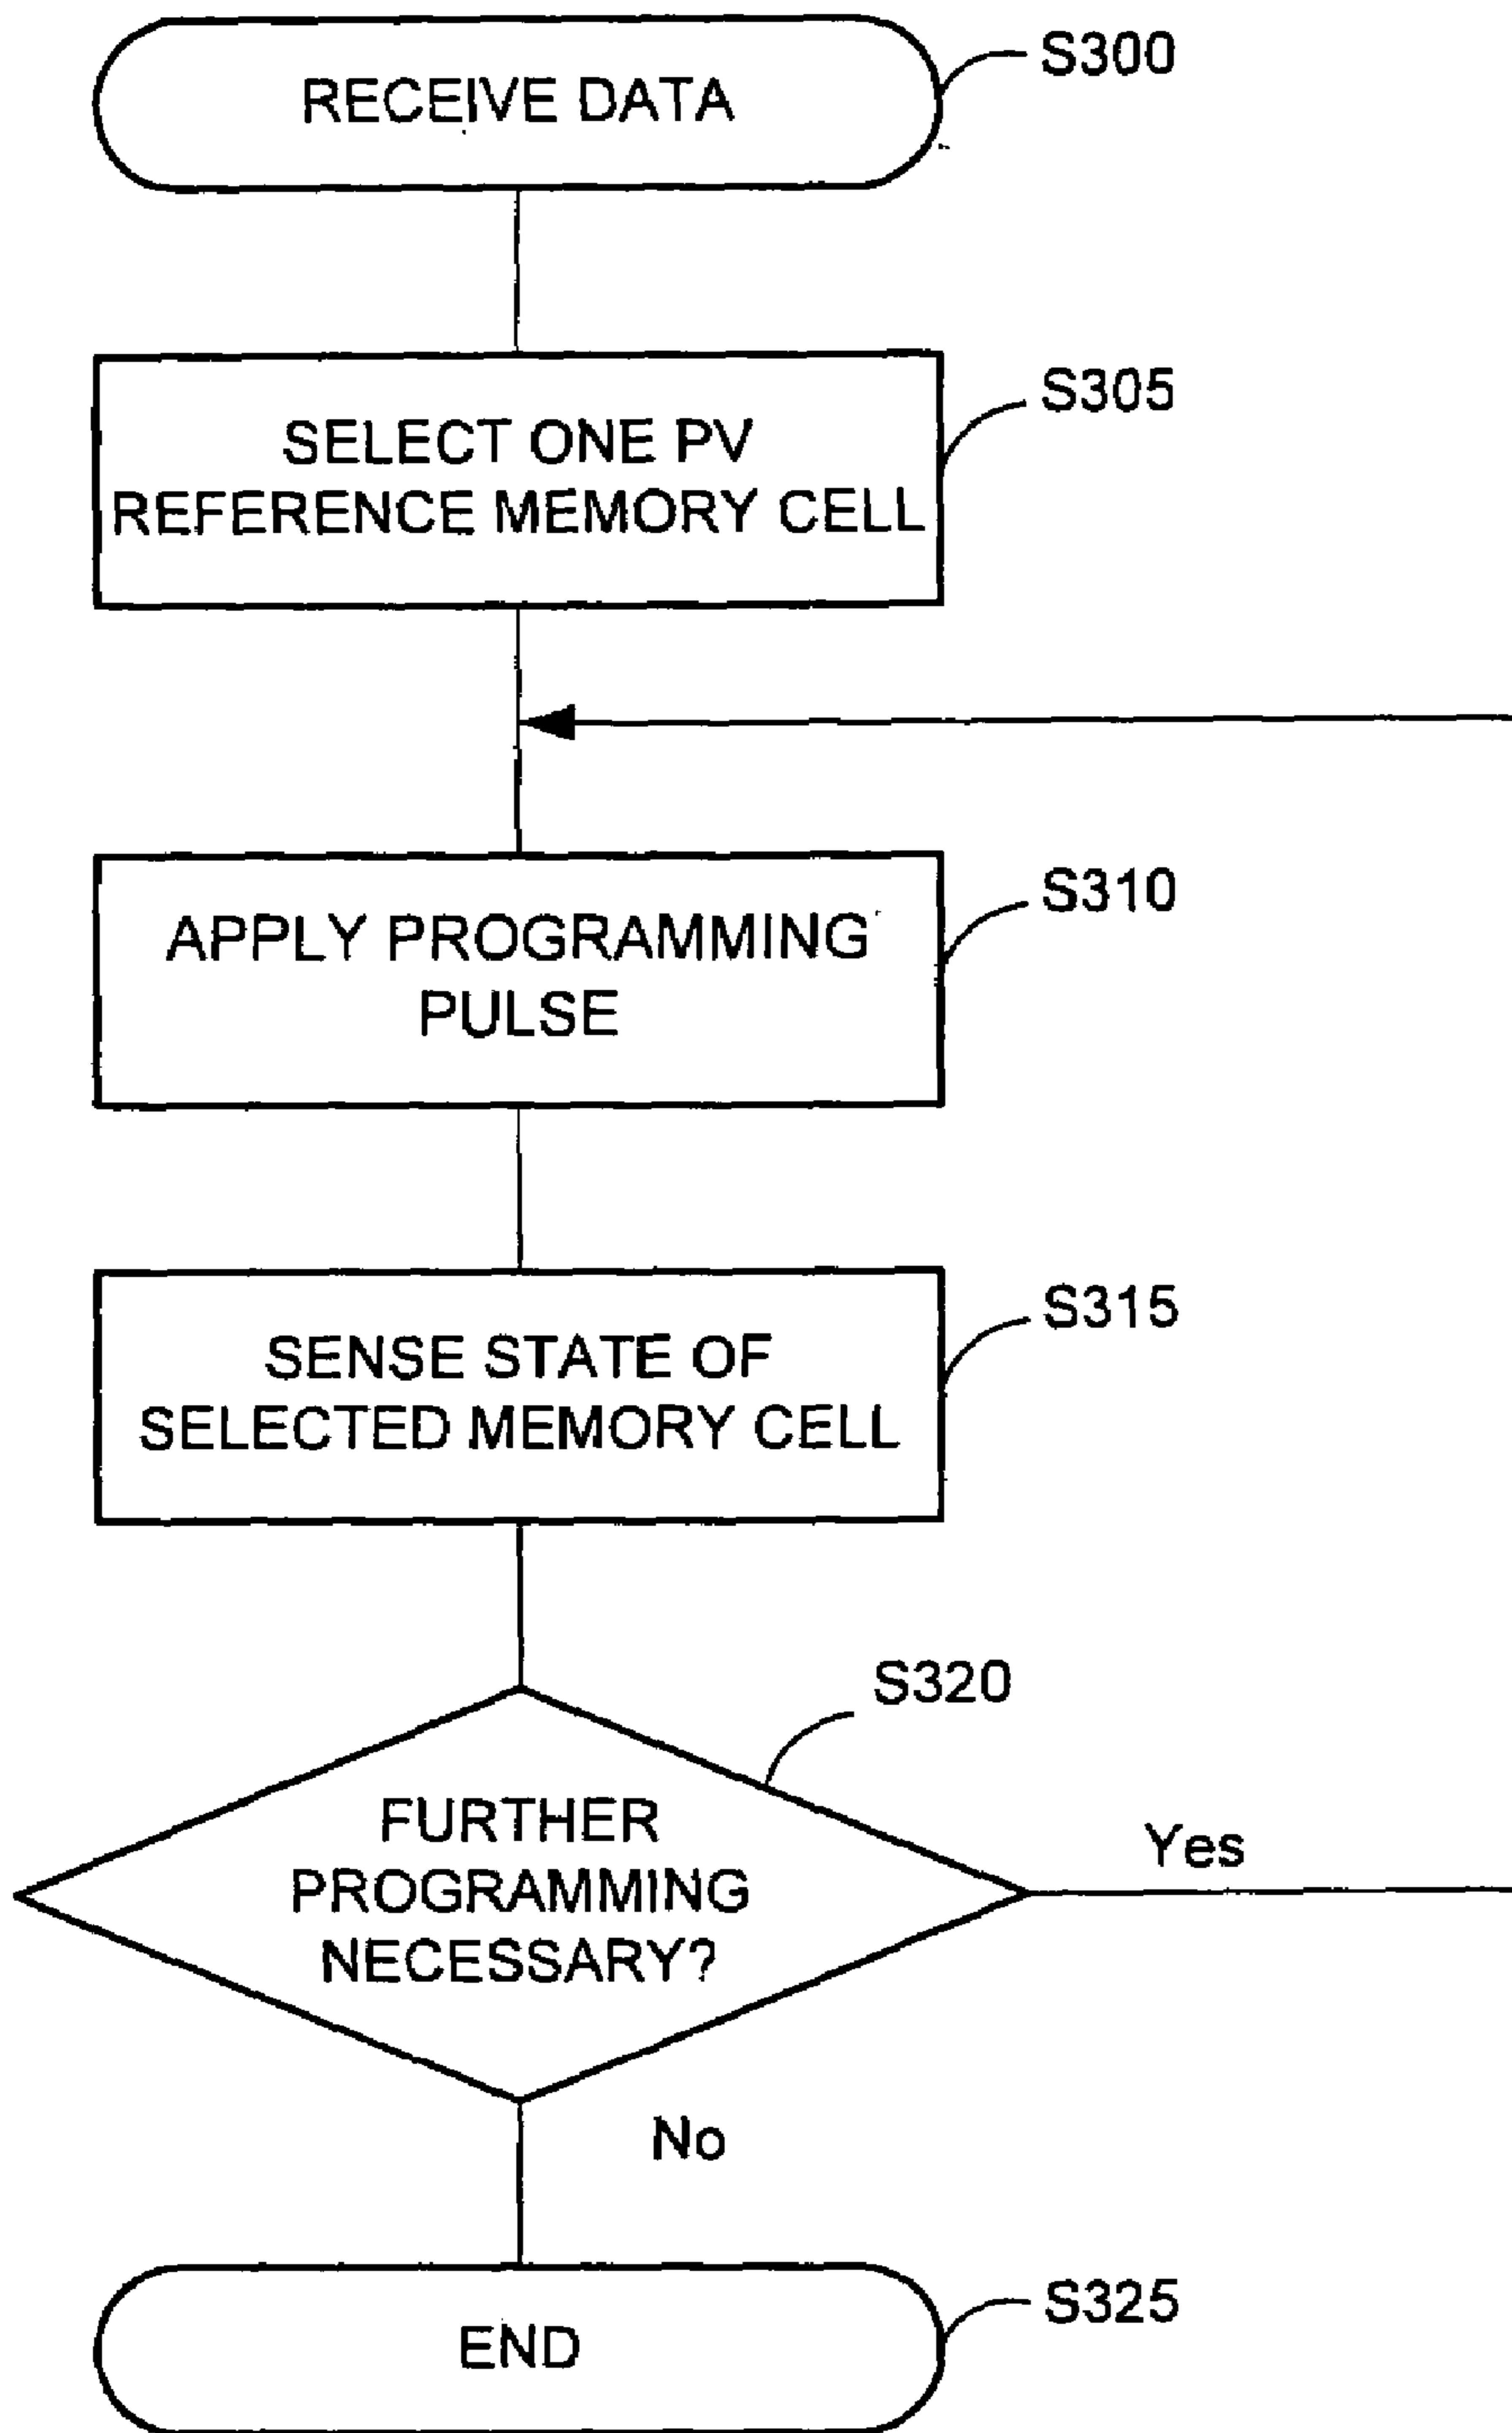 RECEIVE DATA
S300
SELECT ONE PV
REFERENCE MEMORY CELL
S305
APPLY PROGRAMMING
PULSE
S310
SENSE STATE OF
SELECTED MEMORY CELL
S315
S320
FURTHER
PROGRAMMING
NECESSARY?
Yes
No
END
S325